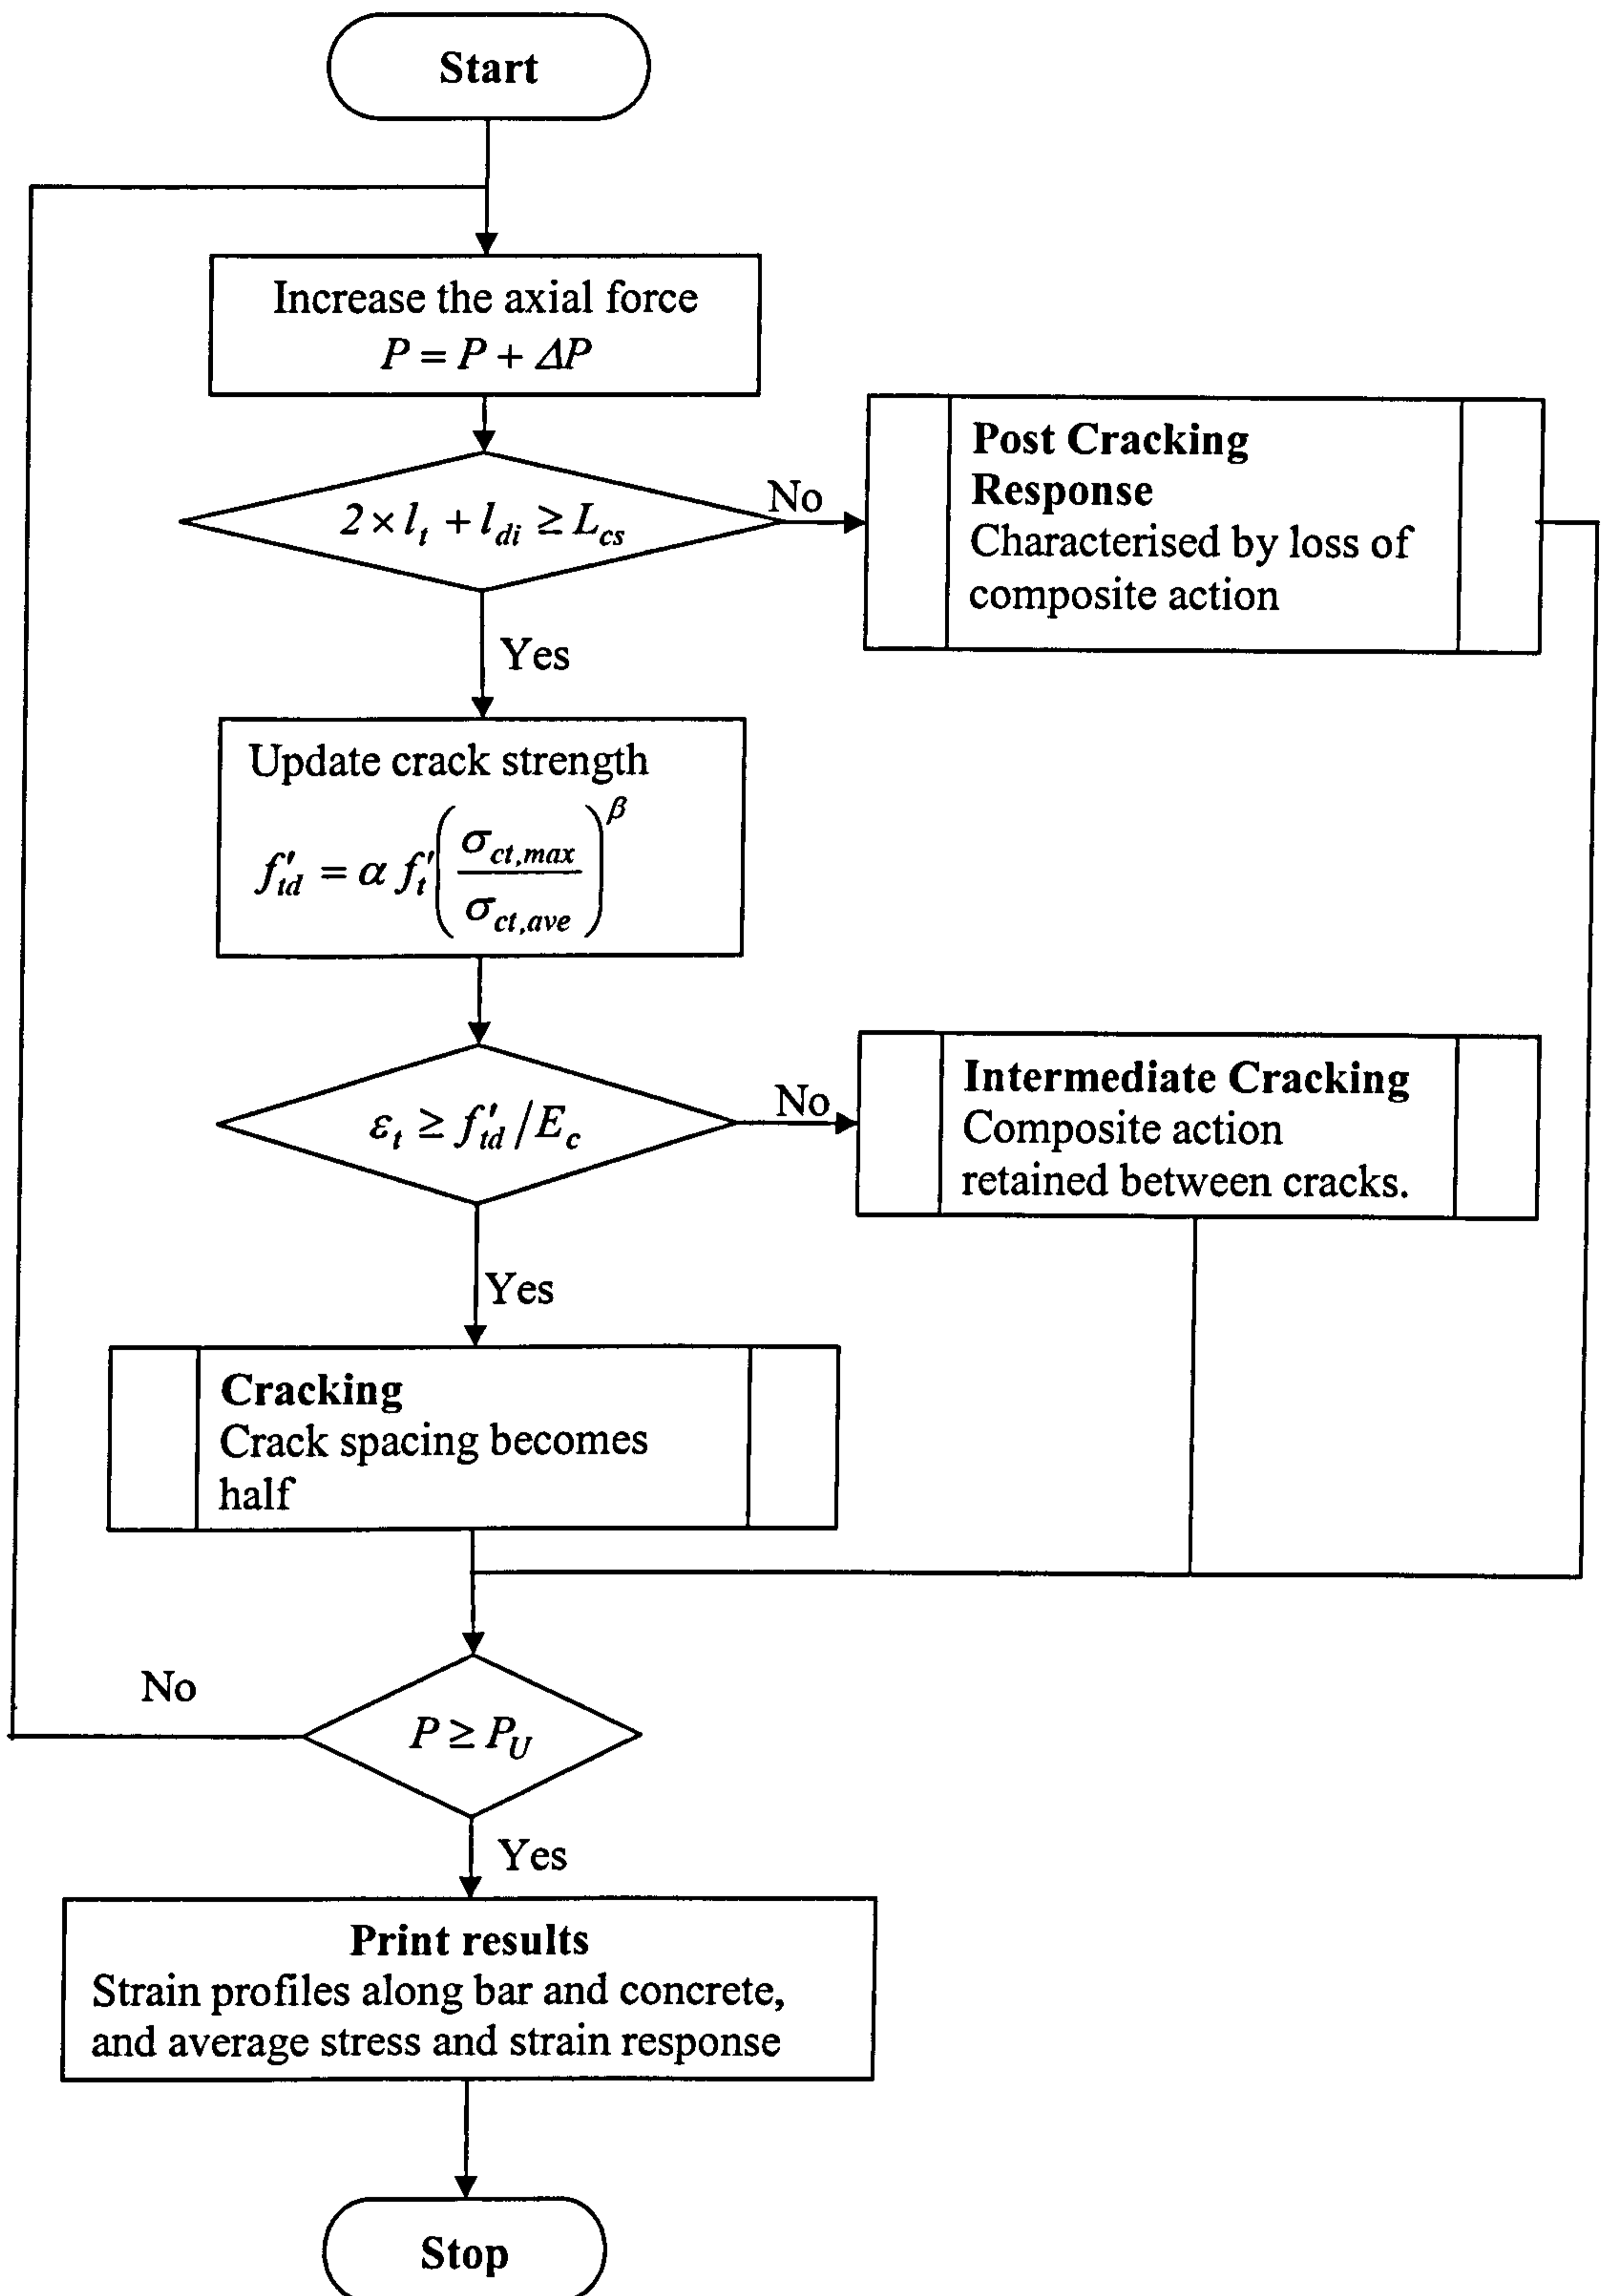 Start
Increase the axial force
P = P + ΔP
2 × l_t + l_di ≥ L_cs
No
Post Cracking
Response
Characterised by loss of
composite action
Yes
Update crack strength
f'_td = α f'_t (σ_ct,max / σ_ct,ave)^β
ε_t ≥ f'_td / E_c
No
Intermediate Cracking
Composite action
retained between cracks.
Yes
Cracking
Crack spacing becomes
half
No
P ≥ P_U
Yes
Print results
Strain profiles along bar and concrete,
and average stress and strain response
Stop